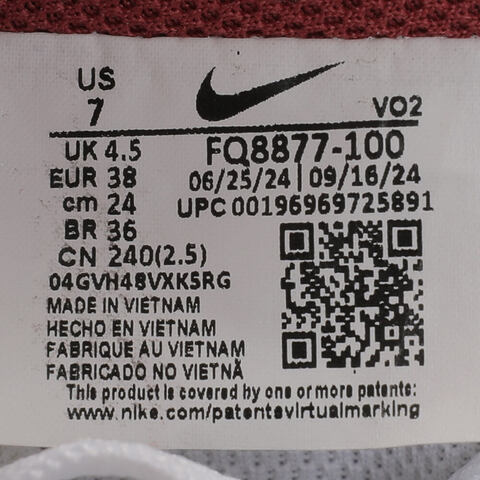 US
7
VO2
UK 4.5
FQ8877-100
EUR 38
06/25/24 | 09/16/24
cm 24
UPC 00196969725891
BR 36
CN 240(2.5)
04GVH48VXK5RG
MADE IN VIETNAM
HECHO EN VIETNAM
FABRIQUE AU VIETNAM
FABRICADO NO VIETNÃ
This product is covered by one or more patents:
www.nike.com/patentsvirtualmarking